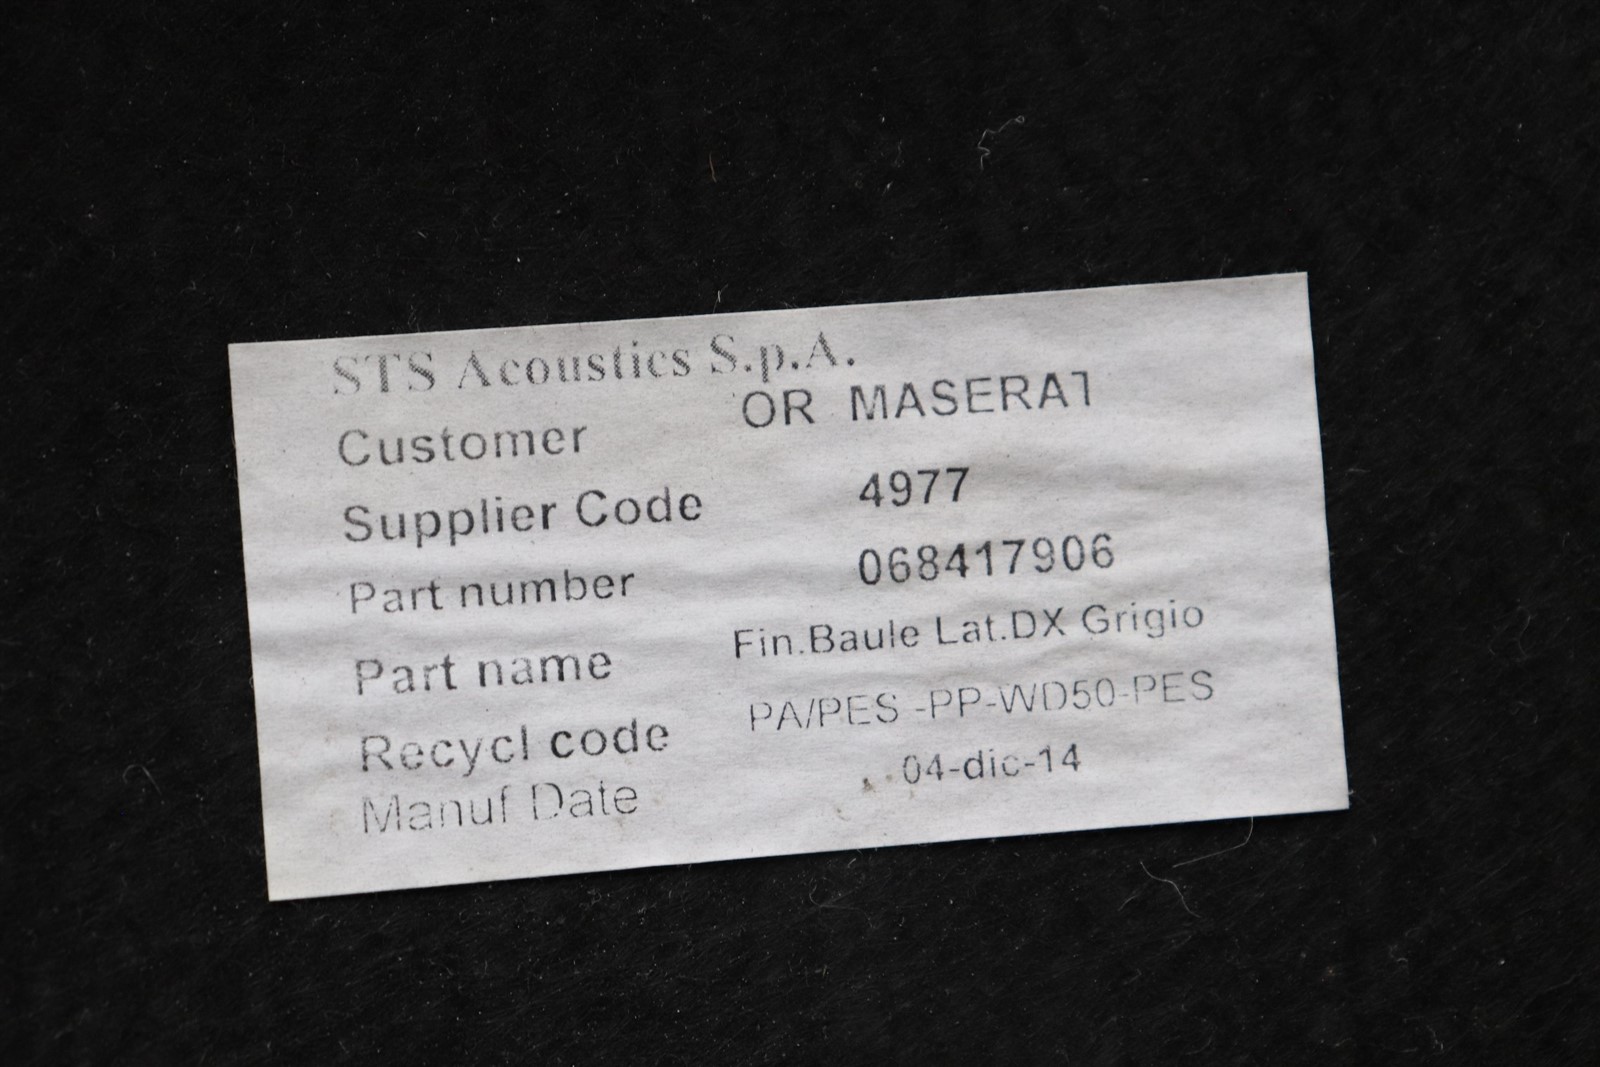 STS Acoustics S.p.A.
Customer OR MASERAT
Supplier Code 4977
Part number 068417906
Part name Fin.Baule Lat.DX Grigio
Recycl code PA/PES -PP-WD50-PES
Manuf Date 04-dic-14